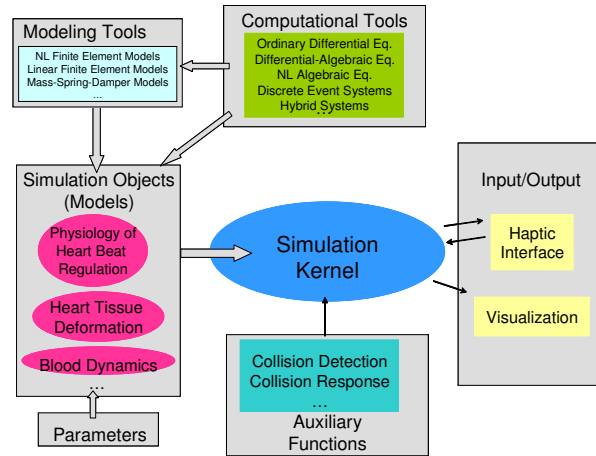 Modeling Tools
NL Finite Element Models
Linear Finite Element Models
Mass-Spring-Damper Models
...
Computational Tools
Ordinary Differential Eq.
Differential-Algebraic Eq.
NL Algebraic Eq.
Discrete Event Systems
Hybrid Systems
...
Simulation Objects
(Models)
Physiology of
Heart Beat
Regulation
Heart Tissue
Deformation
Blood Dynamics
...
Parameters
Simulation
Kernel
Collision Detection
Collision Response
...
Auxiliary
Functions
Input/Output
Haptic
Interface
Visualization